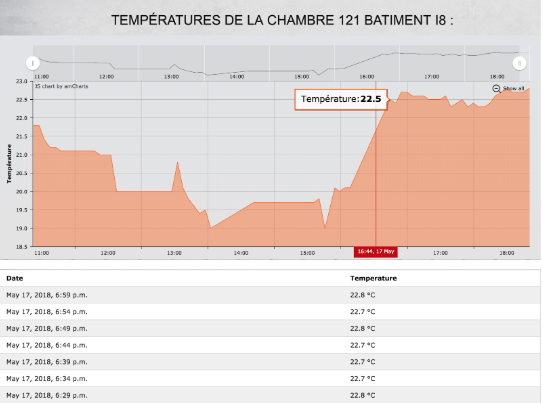 TEMPÉRATURES DE LA CHAMBRE 121 BATIMENT I8 :
11:00 12:00 13:00 14:00 15:00 16:00 17:00 18:00
JS chart by amCharts
Show all
Température: 22.5
Température
23.0
22.5
22.0
21.5
21.0
20.5
20.0
19.5
19.0
18.5
11:00 12:00 13:00 14:00 15:00 16:44, 17 May 17:00 18:00
Date Temperature
May 17, 2018, 6:59 p.m. 22.8 °C
May 17, 2018, 6:54 p.m. 22.7 °C
May 17, 2018, 6:49 p.m. 22.8 °C
May 17, 2018, 6:44 p.m. 22.7 °C
May 17, 2018, 6:39 p.m. 22.7 °C
May 17, 2018, 6:34 p.m. 22.7 °C
May 17, 2018, 6:29 p.m. 22.8 °C